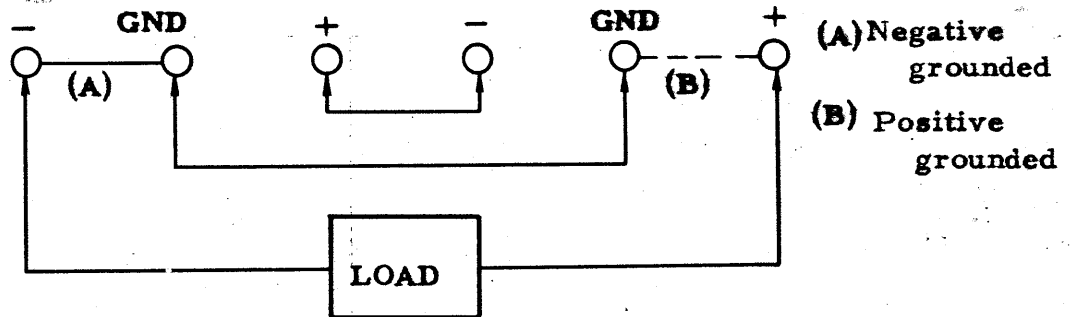 - GND + - GND +
(A) (B)
(A) Negative
grounded
(B) Positive
grounded
LOAD